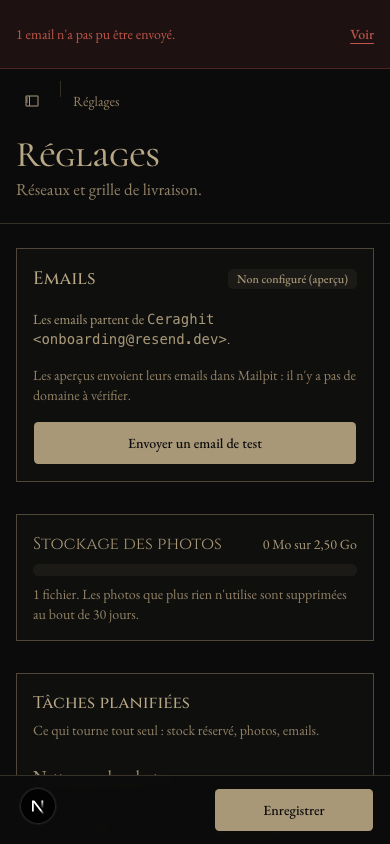 1 email n'a pas pu être envoyé.
Voir
Réglages
Réglages
Réseaux et grille de livraison.
Emails
Non configuré (aperçu)
Les emails partent de Ceraghit
<onboarding@resend.dev>.
Les aperçus envoient leurs emails dans Mailpit : il n'y a pas de
domaine à vérifier.
Envoyer un email de test
Stockage des photos
0 Mo sur 2,50 Go
1 fichier. Les photos que plus rien n'utilise sont supprimées
au bout de 30 jours.
Tâches planifiées
Ce qui tourne tout seul : stock réservé, photos, emails.
N
Enregistrer